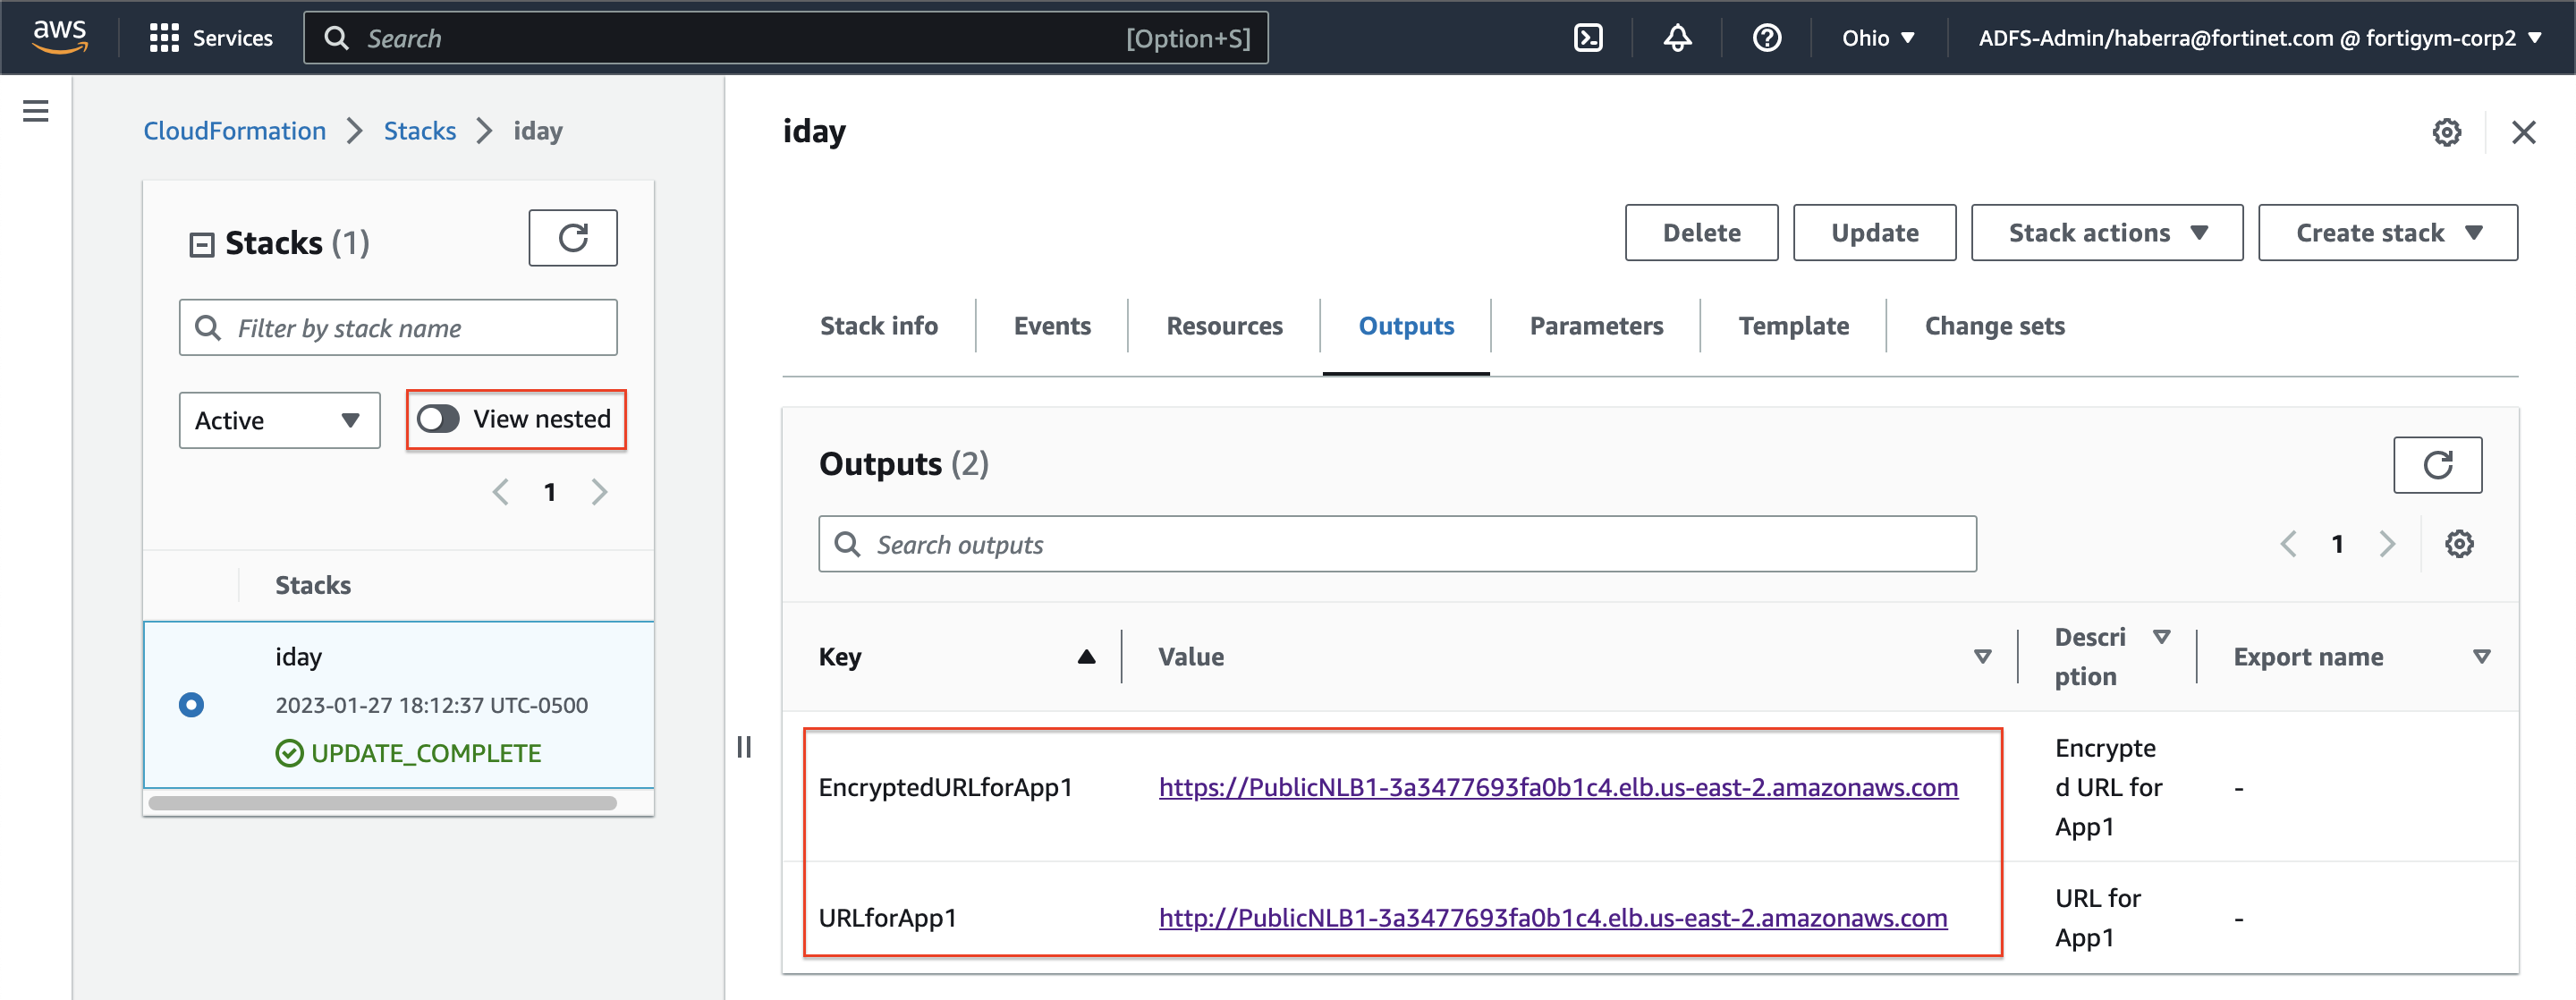 aws
Services
Search
[Option+S]
Ohio
ADFS-Admin/haberra@fortinet.com @ fortigym-corp2
CloudFormation
Stacks
iday
Stacks (1)
Filter by stack name
Active
View nested
1
Stacks
iday
2023-01-27 18:12:37 UTC-0500
UPDATE_COMPLETE
iday
Delete
Update
Stack actions
Create stack
Stack info
Events
Resources
Outputs
Parameters
Template
Change sets
Outputs (2)
Search outputs
1
Key
Value
Descri
ption
Export name
EncryptedURLforApp1
https://PublicNLB1-3a3477693fa0b1c4.elb.us-east-2.amazonaws.com
Encrypte
d URL for
App1
-
URLforApp1
http://PublicNLB1-3a3477693fa0b1c4.elb.us-east-2.amazonaws.com
URL for
App1
-